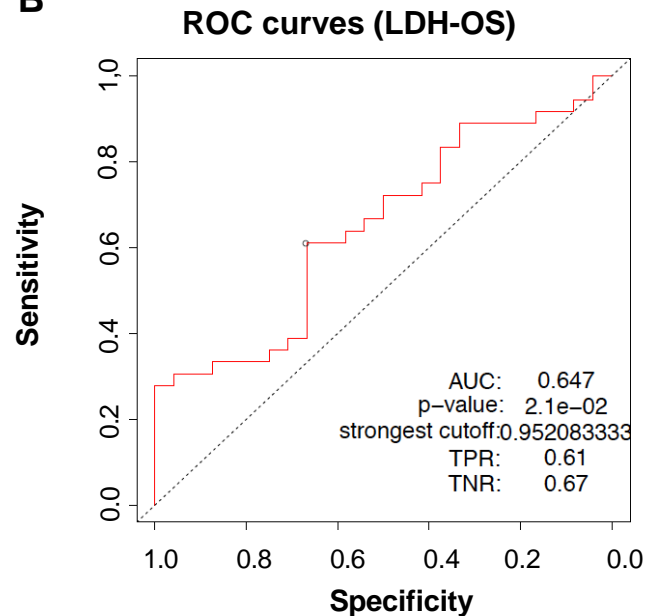 B
ROC curves (LDH-OS)
1,0
0.8
0.6
0.4
0.2
0.0
Sensitivity
AUC: 0.647
p−value: 2.1e−02
strongest cutoff:0.952083333
TPR: 0.61
TNR: 0.67
1.0 0.8 0.6 0.4 0.2 0.0
Specificity